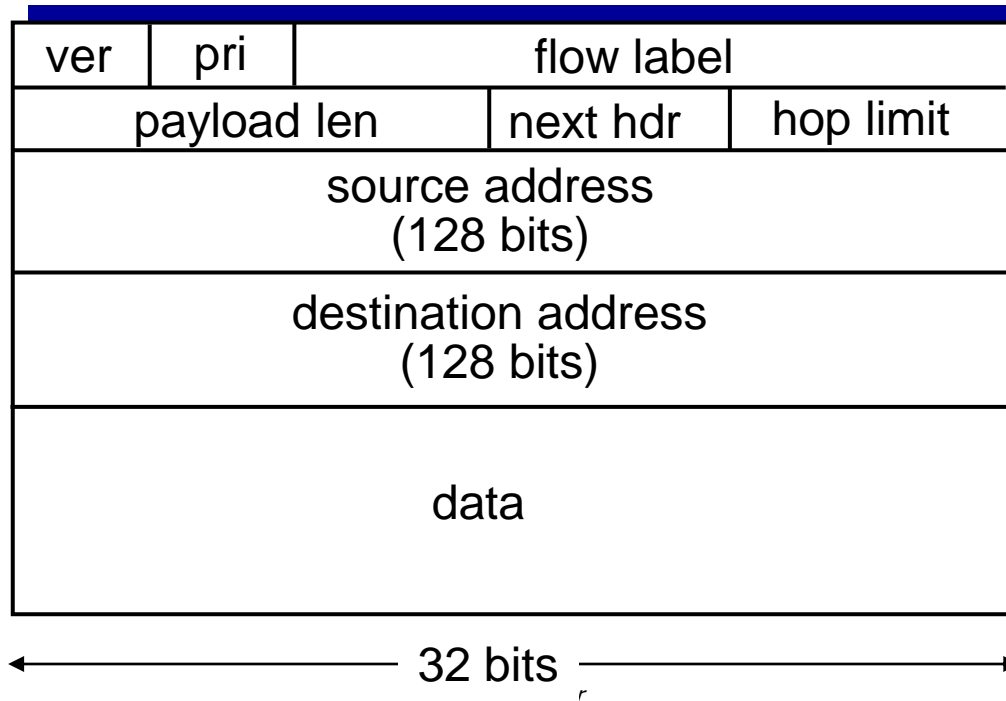 ver pri flow label
payload len next hdr hop limit
source address
(128 bits)
destination address
(128 bits)
data
32 bits
r